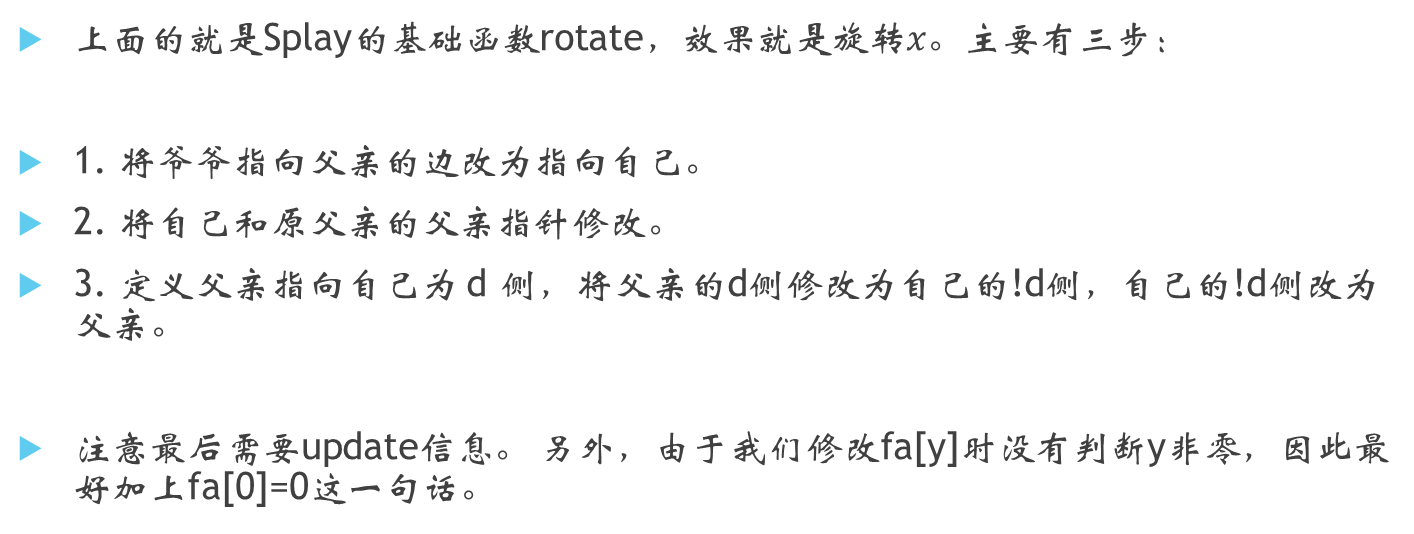 上面的就是Splay的基础函数rotate，效果就是旋转x。主要有三步：
1. 将爷爷指向父亲的边改为指向自己。
2. 将自己和原父亲的父亲指针修改。
3. 定义父亲指向自己为 d 侧，将父亲的d侧修改为自己的!d侧，自己的!d侧改为
父亲。
注意最后需要update信息。 另外，由于我们修改fa[y]时没有判断y非零，因此最
好加上fa[0]=0这一句话。